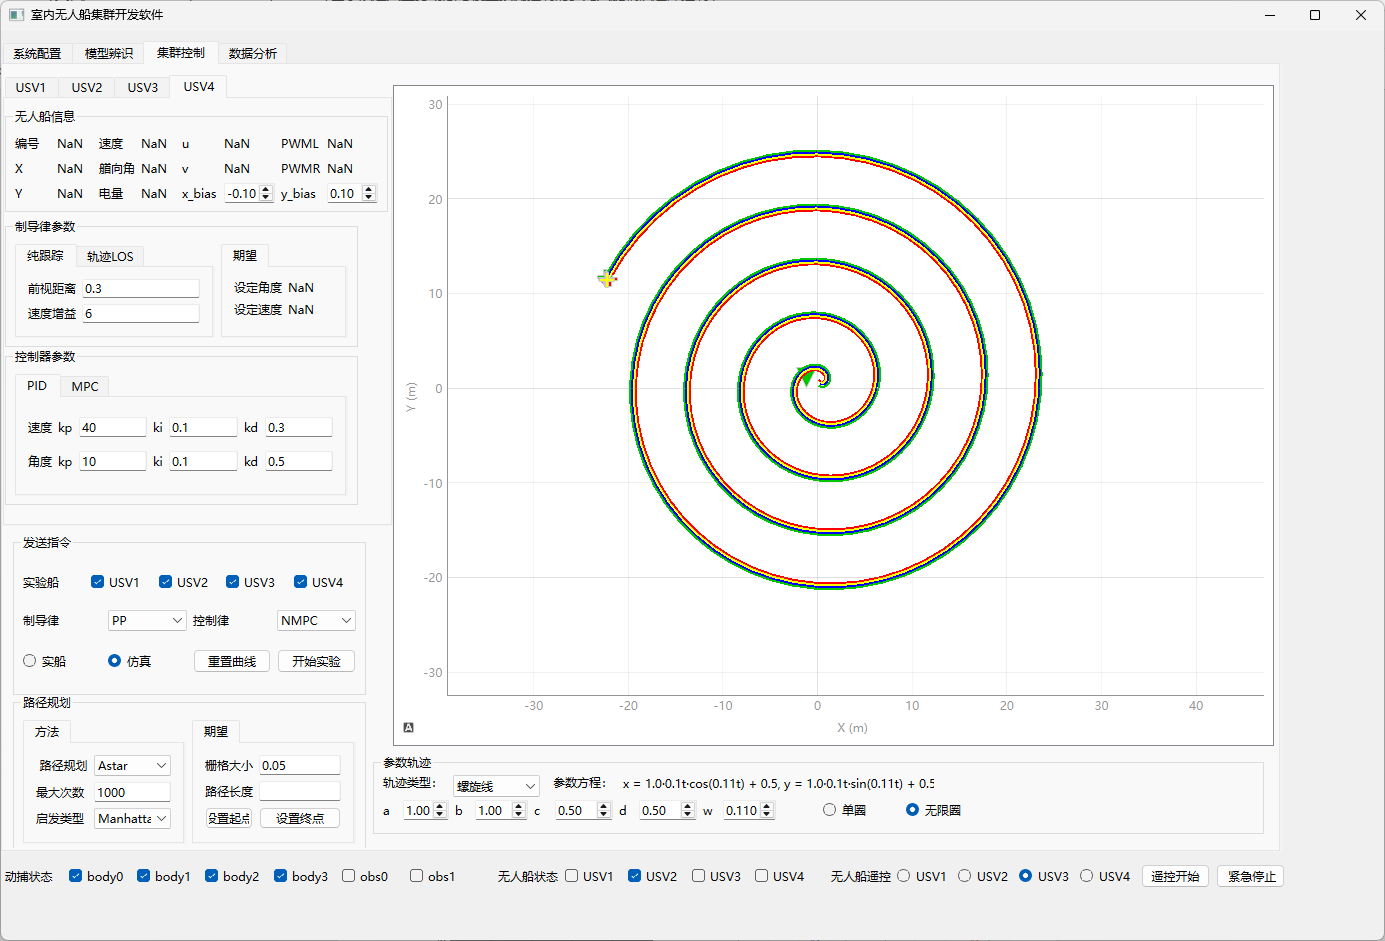 室内无人船集群开发软件
系统配置 模型辨识 集群控制 数据分析
USV1 USV2 USV3 USV4
无人船信息
编号 NaN 速度 NaN u NaN PWML NaN
X NaN 艏向角 NaN v NaN PWMR NaN
Y NaN 电量 NaN x_bias -0.10 y_bias 0.10
制导律参数
纯跟踪 轨迹LOS
前视距离 0.3
速度增益 6
期望
设定角度 NaN
设定速度 NaN
控制器参数
PID MPC
速度 kp 40 ki 0.1 kd 0.3
角度 kp 10 ki 0.1 kd 0.5
发送指令
实验船 USV1 USV2 USV3 USV4
制导律 PP 控制律 NMPC
实船 仿真 重置曲线 开始实验
路径规划
方法
路径规划 Astar
最大次数 1000
启发类型 Manhatta
期望
栅格大小 0.05
路径长度
设置起点 设置终点
30
20
10
0
-10
-20
-30
Y (m)
-30 -20 -10 0 10 20 30 40
X (m)
A
参数轨迹
轨迹类型: 螺旋线 参数方程: x = 1.0·0.1t·cos(0.11t) + 0.5, y = 1.0·0.1t·sin(0.11t) + 0.5
a 1.00 b 1.00 c 0.50 d 0.50 w 0.110 单圈 无限圈
动捕状态 body0 body1 body2 body3 obs0 obs1 无人船状态 USV1 USV2 USV3 USV4 无人船遥控 USV1 USV2 USV3 USV4 遥控开始 紧急停止